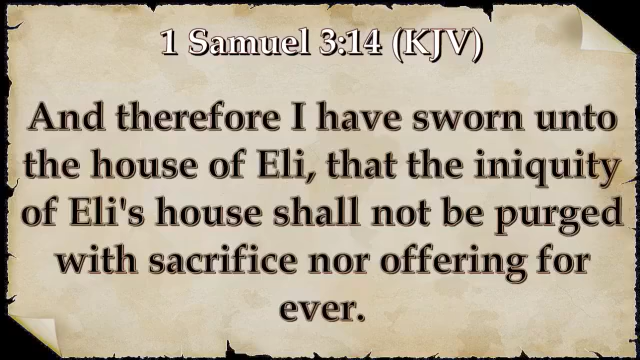 1 Samuel 3:14 (KJV)
And therefore I have sworn unto
the house of Eli, that the iniquity
of Eli's house shall not be purged
with sacrifice nor offering for
ever.